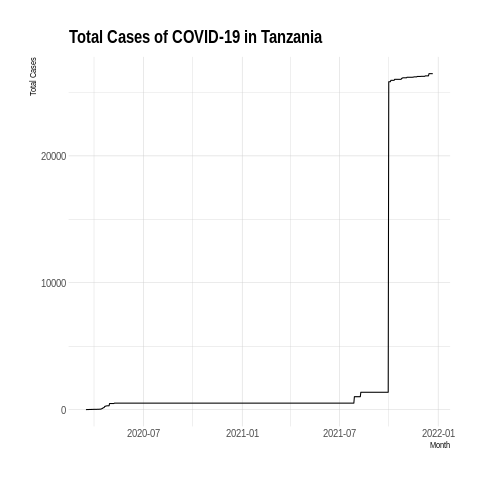 Total Cases of COVID-19 in Tanzania
Total Cases
20000
10000
0
2020-07 2021-01 2021-07 2022-01
Month